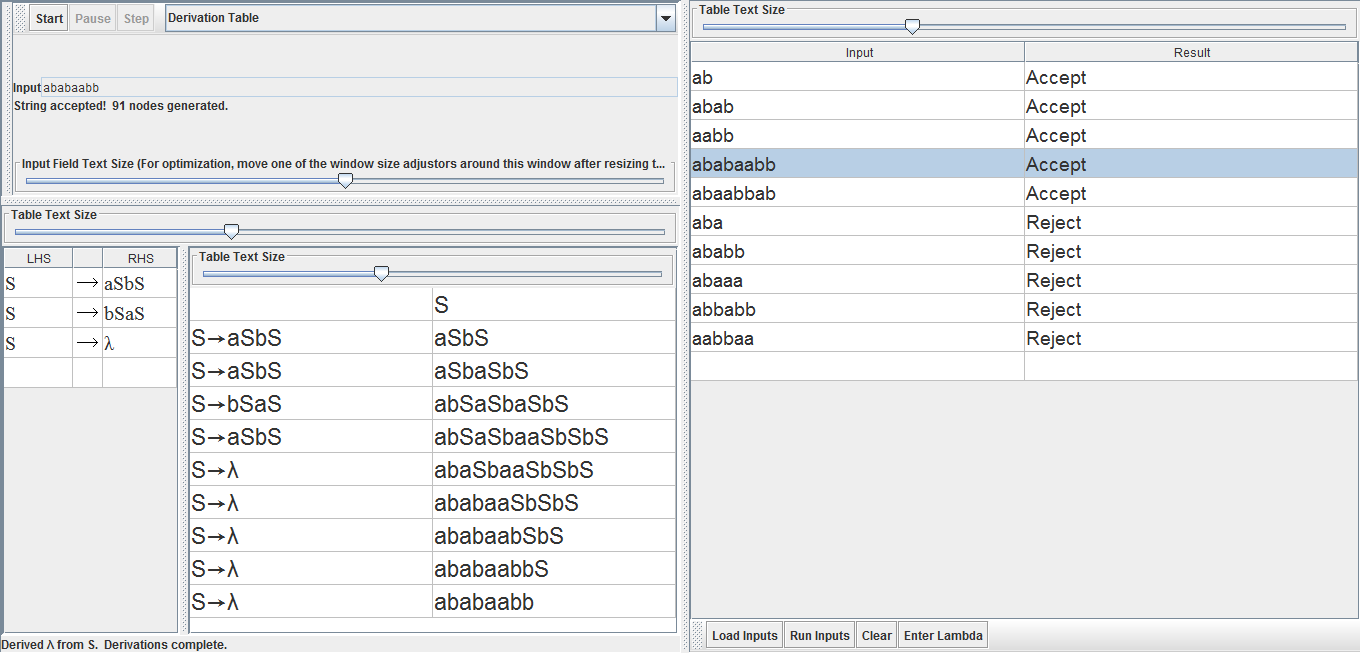 Start Pause Step Derivation Table
Input ababaabb
String accepted! 91 nodes generated.
Input Field Text Size (For optimization, move one of the window size adjustors around this window after resizing t...
Table Text Size
LHS RHS
S → aSbS
S → bSaS
S → λ
Table Text Size
S
S→aSbS aSbS
S→aSbS aSbaSbS
S→bSaS abSaSbaSbS
S→aSbS abSaSbaaSbSbS
S→λ abaSbaaSbSbS
S→λ ababaaSbSbS
S→λ ababaabSbS
S→λ ababaabbS
S→λ ababaabb
Derived λ from S. Derivations complete.
Table Text Size
Input Result
ab Accept
abab Accept
aabb Accept
ababaabb Accept
abaabbab Accept
aba Reject
ababb Reject
abaaa Reject
abbabb Reject
aabbaa Reject
Load Inputs Run Inputs Clear Enter Lambda